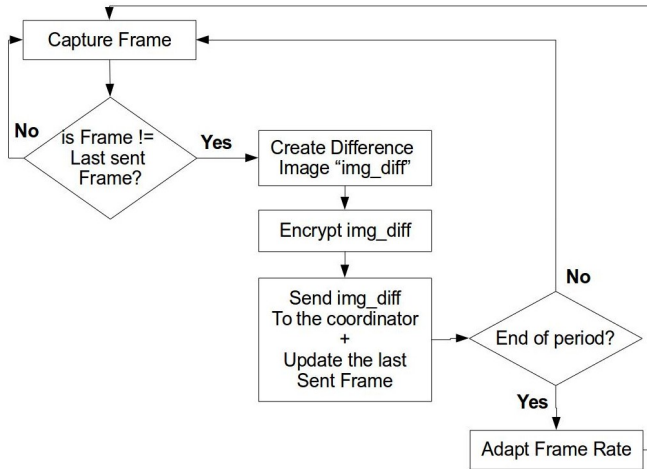 Capture Frame
No
is Frame !=
Last sent
Frame?
Yes
Create Difference
Image “img_diff”
Encrypt img_diff
Send img_diff
To the coordinator
+
Update the last
Sent Frame
No
End of period?
Yes
Adapt Frame Rate